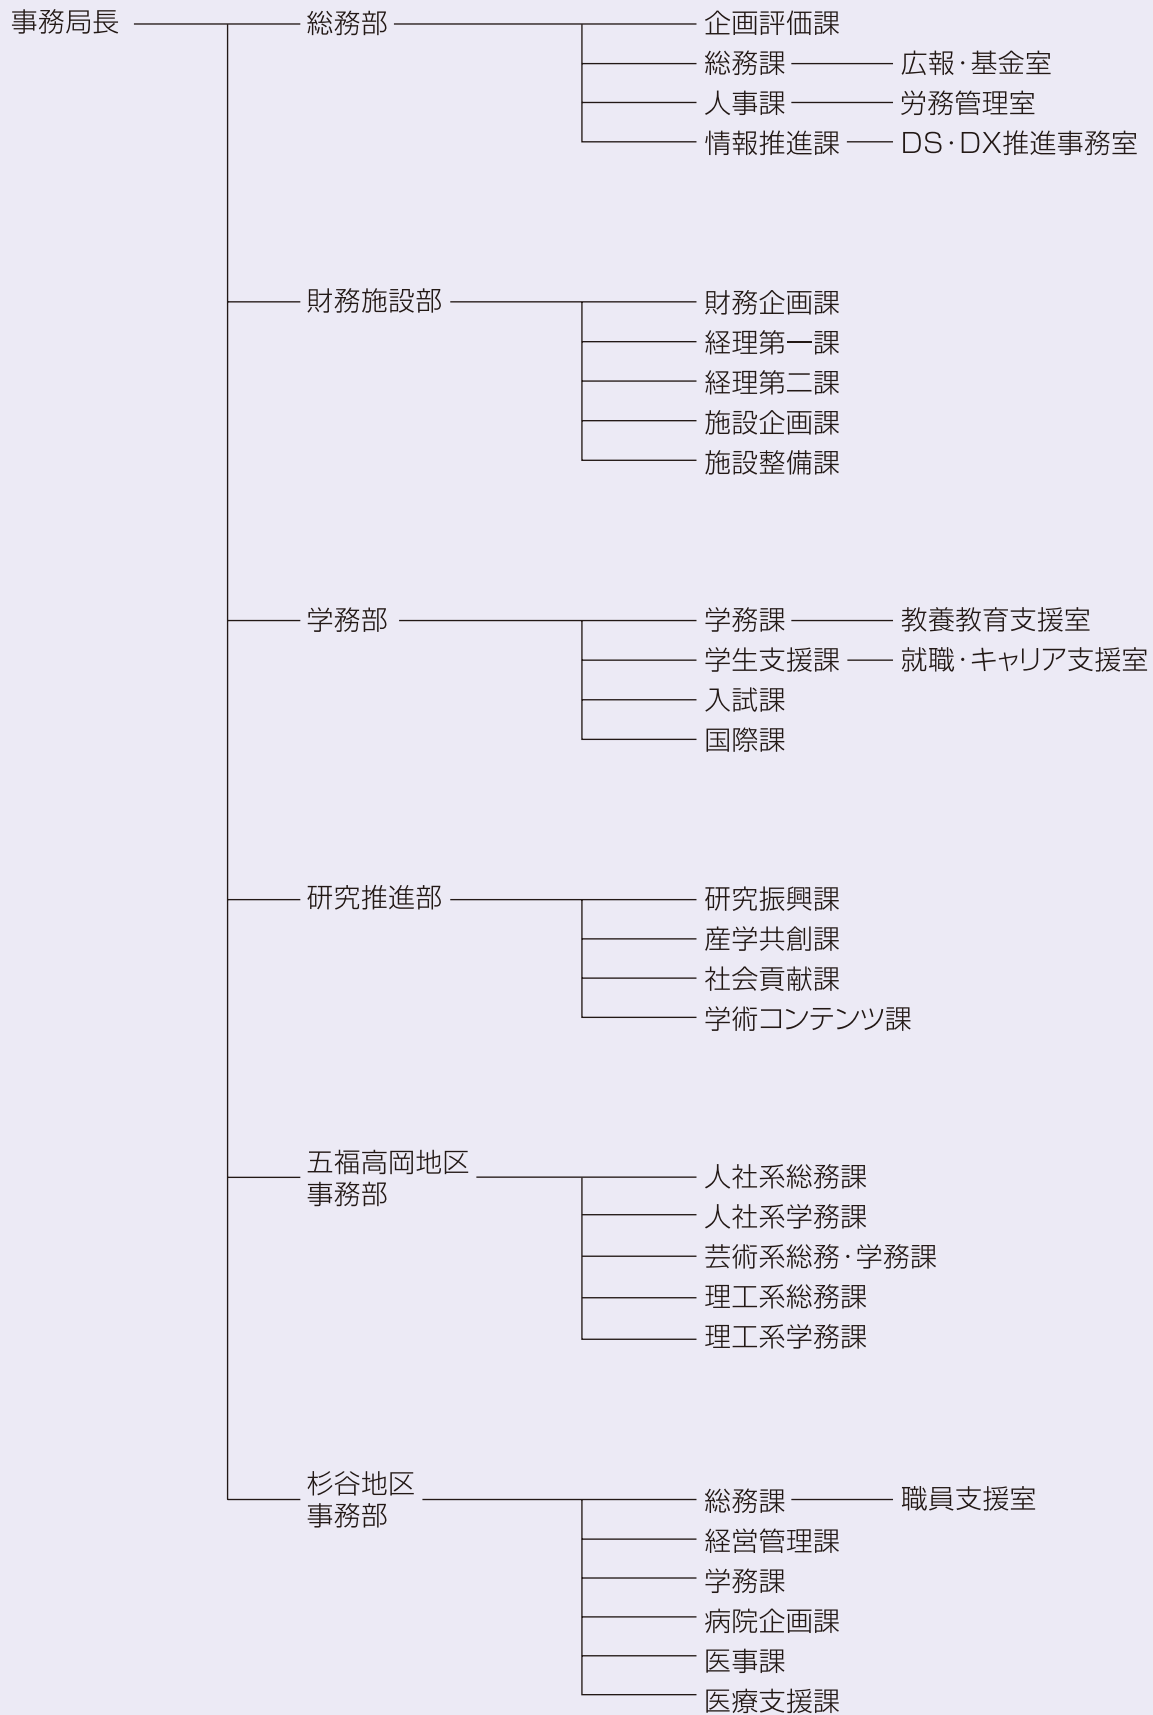 事務局長
総務部
企画評価課
総務課
広報・基金室
人事課
労務管理室
情報推進課
DS・DX推進事務室
財務施設部
財務企画課
経理第一課
経理第二課
施設企画課
施設整備課
学務部
学務課
教養教育支援室
学生支援課
就職・キャリア支援室
入試課
国際課
研究推進部
研究振興課
産学共創課
社会貢献課
学術コンテンツ課
五福高岡地区
事務部
人社系総務課
人社系学務課
芸術系総務・学務課
理工系総務課
理工系学務課
杉谷地区
事務部
総務課
職員支援室
経営管理課
学務課
病院企画課
医事課
医療支援課